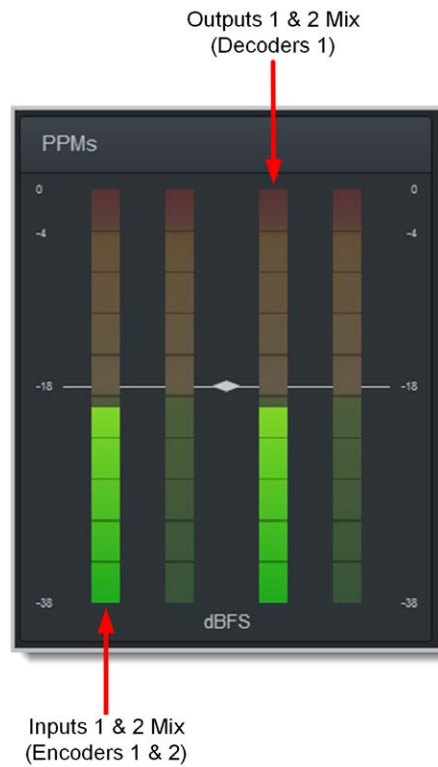 Outputs 1 & 2 Mix
(Decoders 1)
PPMs
0 0
-4 -4
-18 -18
-38 -38
dBFS
Inputs 1 & 2 Mix
(Encoders 1 & 2)